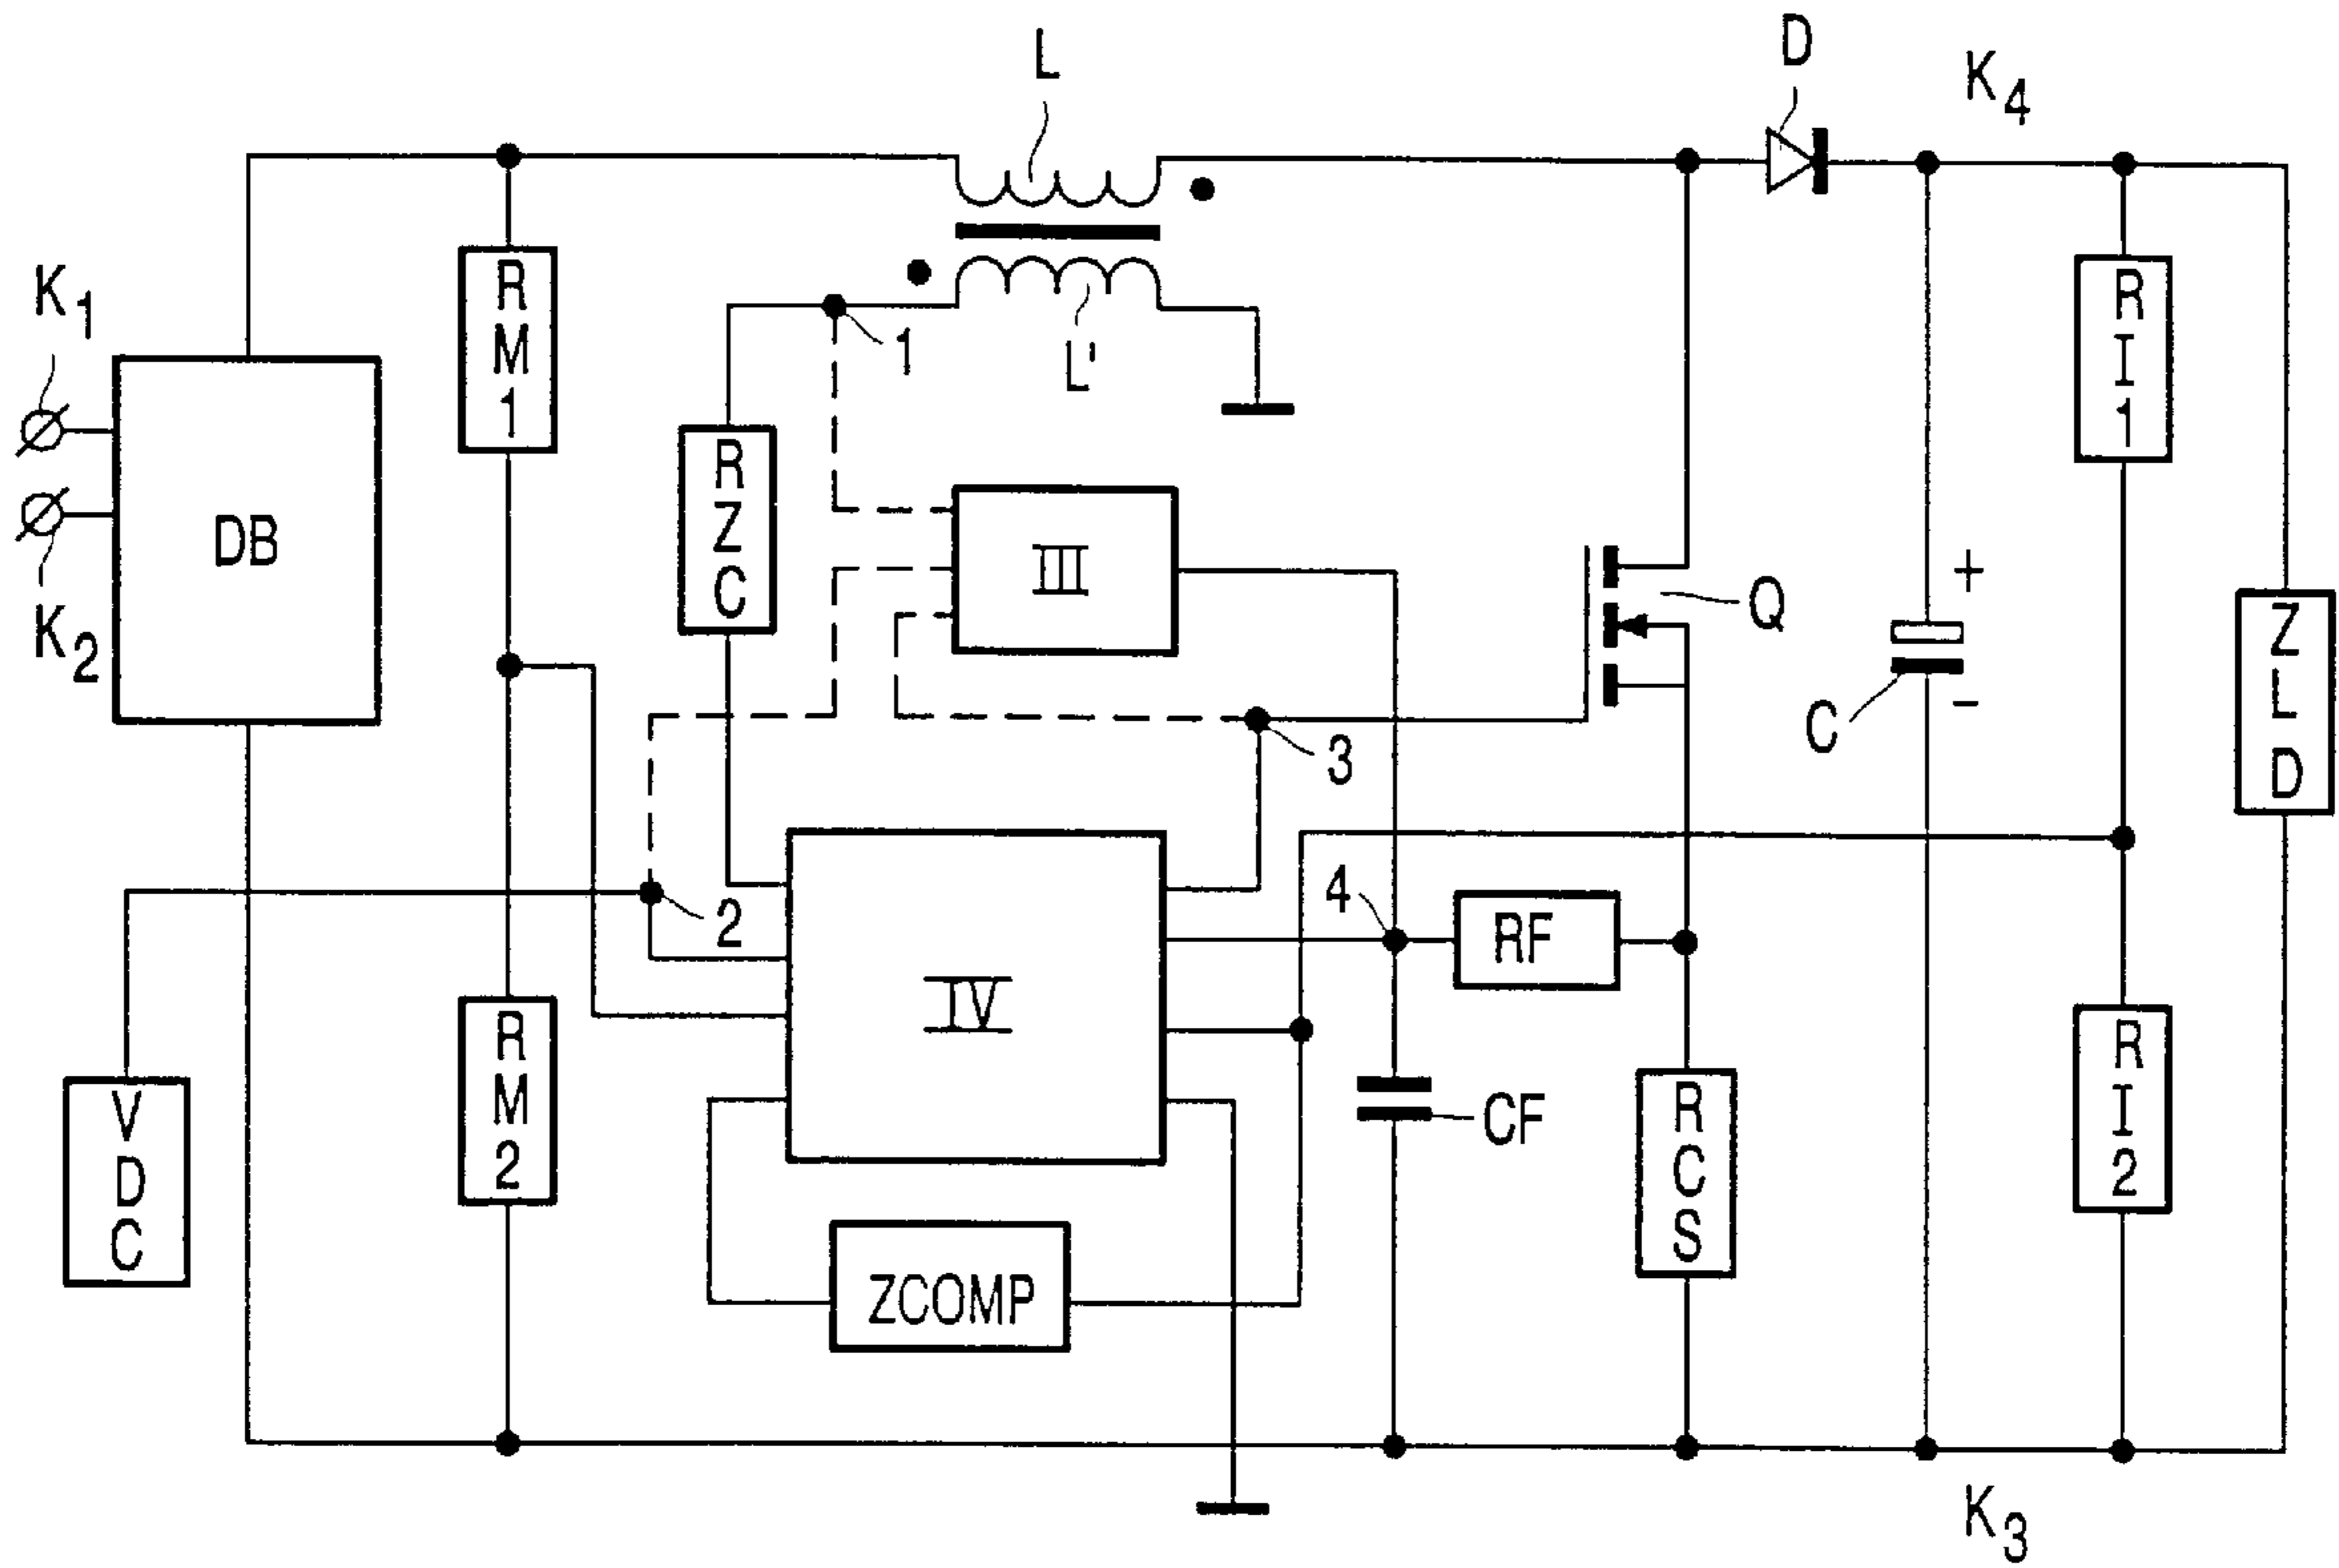 L
D
K4
K1
RM1
1
L'
RI1
RZC
DB
III
Q
+
K2
ZLD
C
−
3
4
2
RF
IV
RI2
VDC
RM2
CF
RCS
ZCOMP
K3